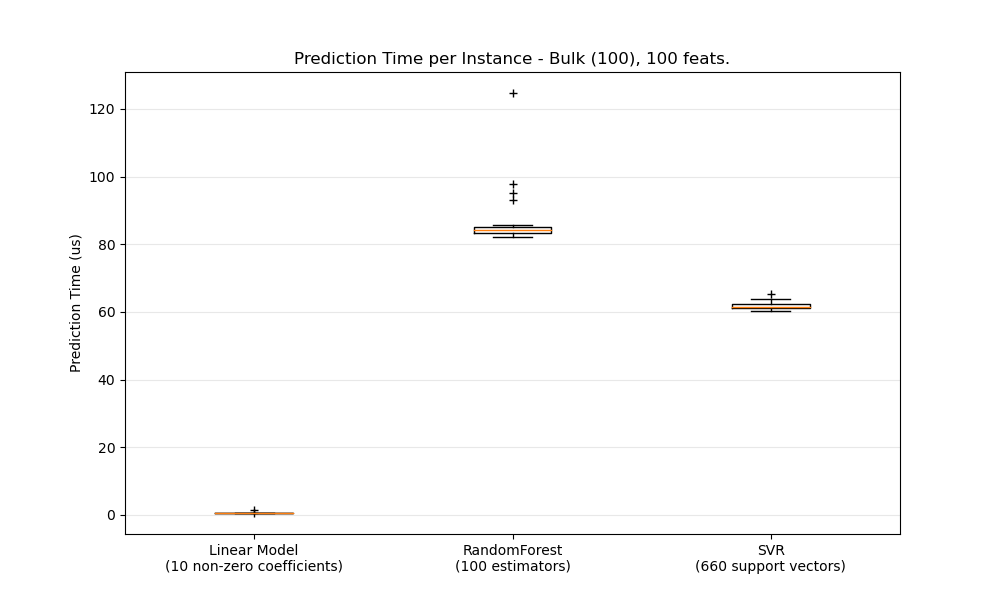 Prediction Time per Instance - Bulk (100), 100 feats.
Prediction Time (us)
120
100
80
60
40
20
0
Linear Model
(10 non-zero coefficients)
RandomForest
(100 estimators)
SVR
(660 support vectors)